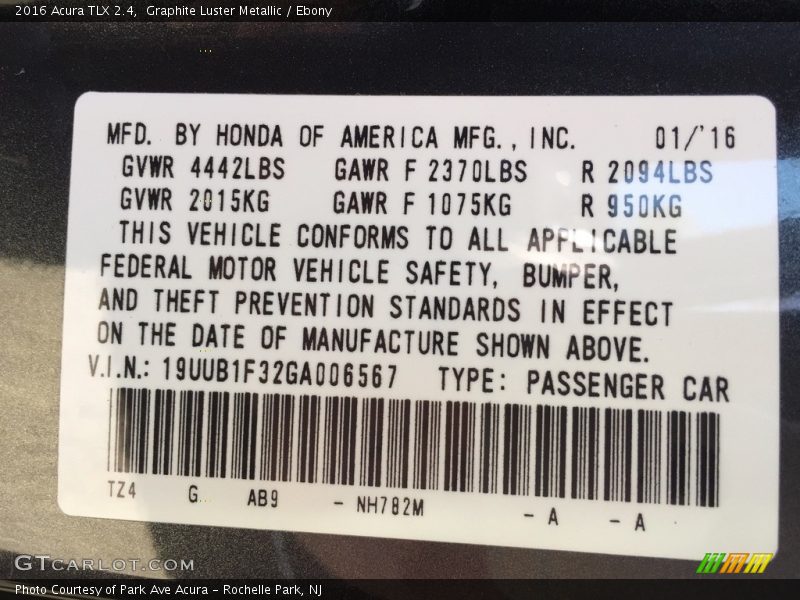 2016 Acura TLX 2.4,  Graphite Luster Metallic / Ebony
MFD. BY HONDA OF AMERICA MFG., INC. 01/'16
GVWR 4442LBS GAWR F 2370LBS R 2094LBS
GVWR 2015KG GAWR F 1075KG R 950KG
THIS VEHICLE CONFORMS TO ALL APPLICABLE
FEDERAL MOTOR VEHICLE SAFETY, BUMPER,
AND THEFT PREVENTION STANDARDS IN EFFECT
ON THE DATE OF MANUFACTURE SHOWN ABOVE.
V.I.N.: 19UUB1F32GA006567 TYPE: PASSENGER CAR
TZ4 G AB9 - NH782M - A - A
GTCARLOT.COM
Photo Courtesy of Park Ave Acura - Rochelle Park, NJ